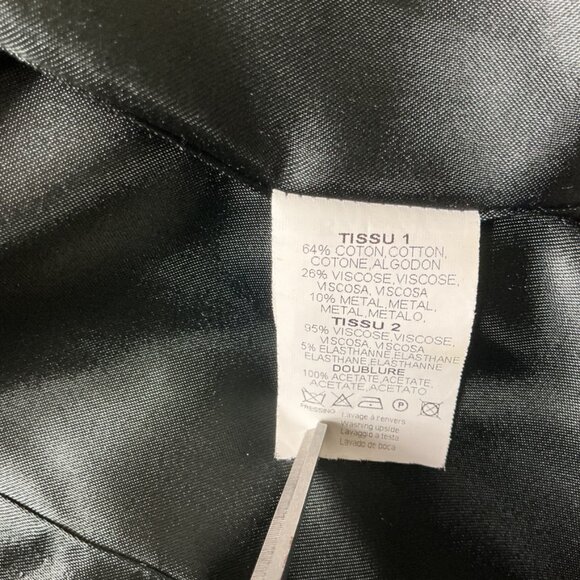 TISSU 1
64% COTON,COTTON,
COTONE,ALGODON
26% VISCOSE,VISCOSE,
VISCOSA,VISCOSA
10% METAL,METAL,
METAL,METALO,
TISSU 2
95% VISCOSE,VISCOSE,
VISCOSA,VISCOSA
5% ELASTHANNE,ELASTHANE
ELASTHANNE,ELASTHANE
DOUBLURE
100% ACETATE,ACETATE,
ACETATE,ACETATO
P
PRESSING
Lavage à l'envers
Washing upside
Lavaggio a testa
Lavado de boca